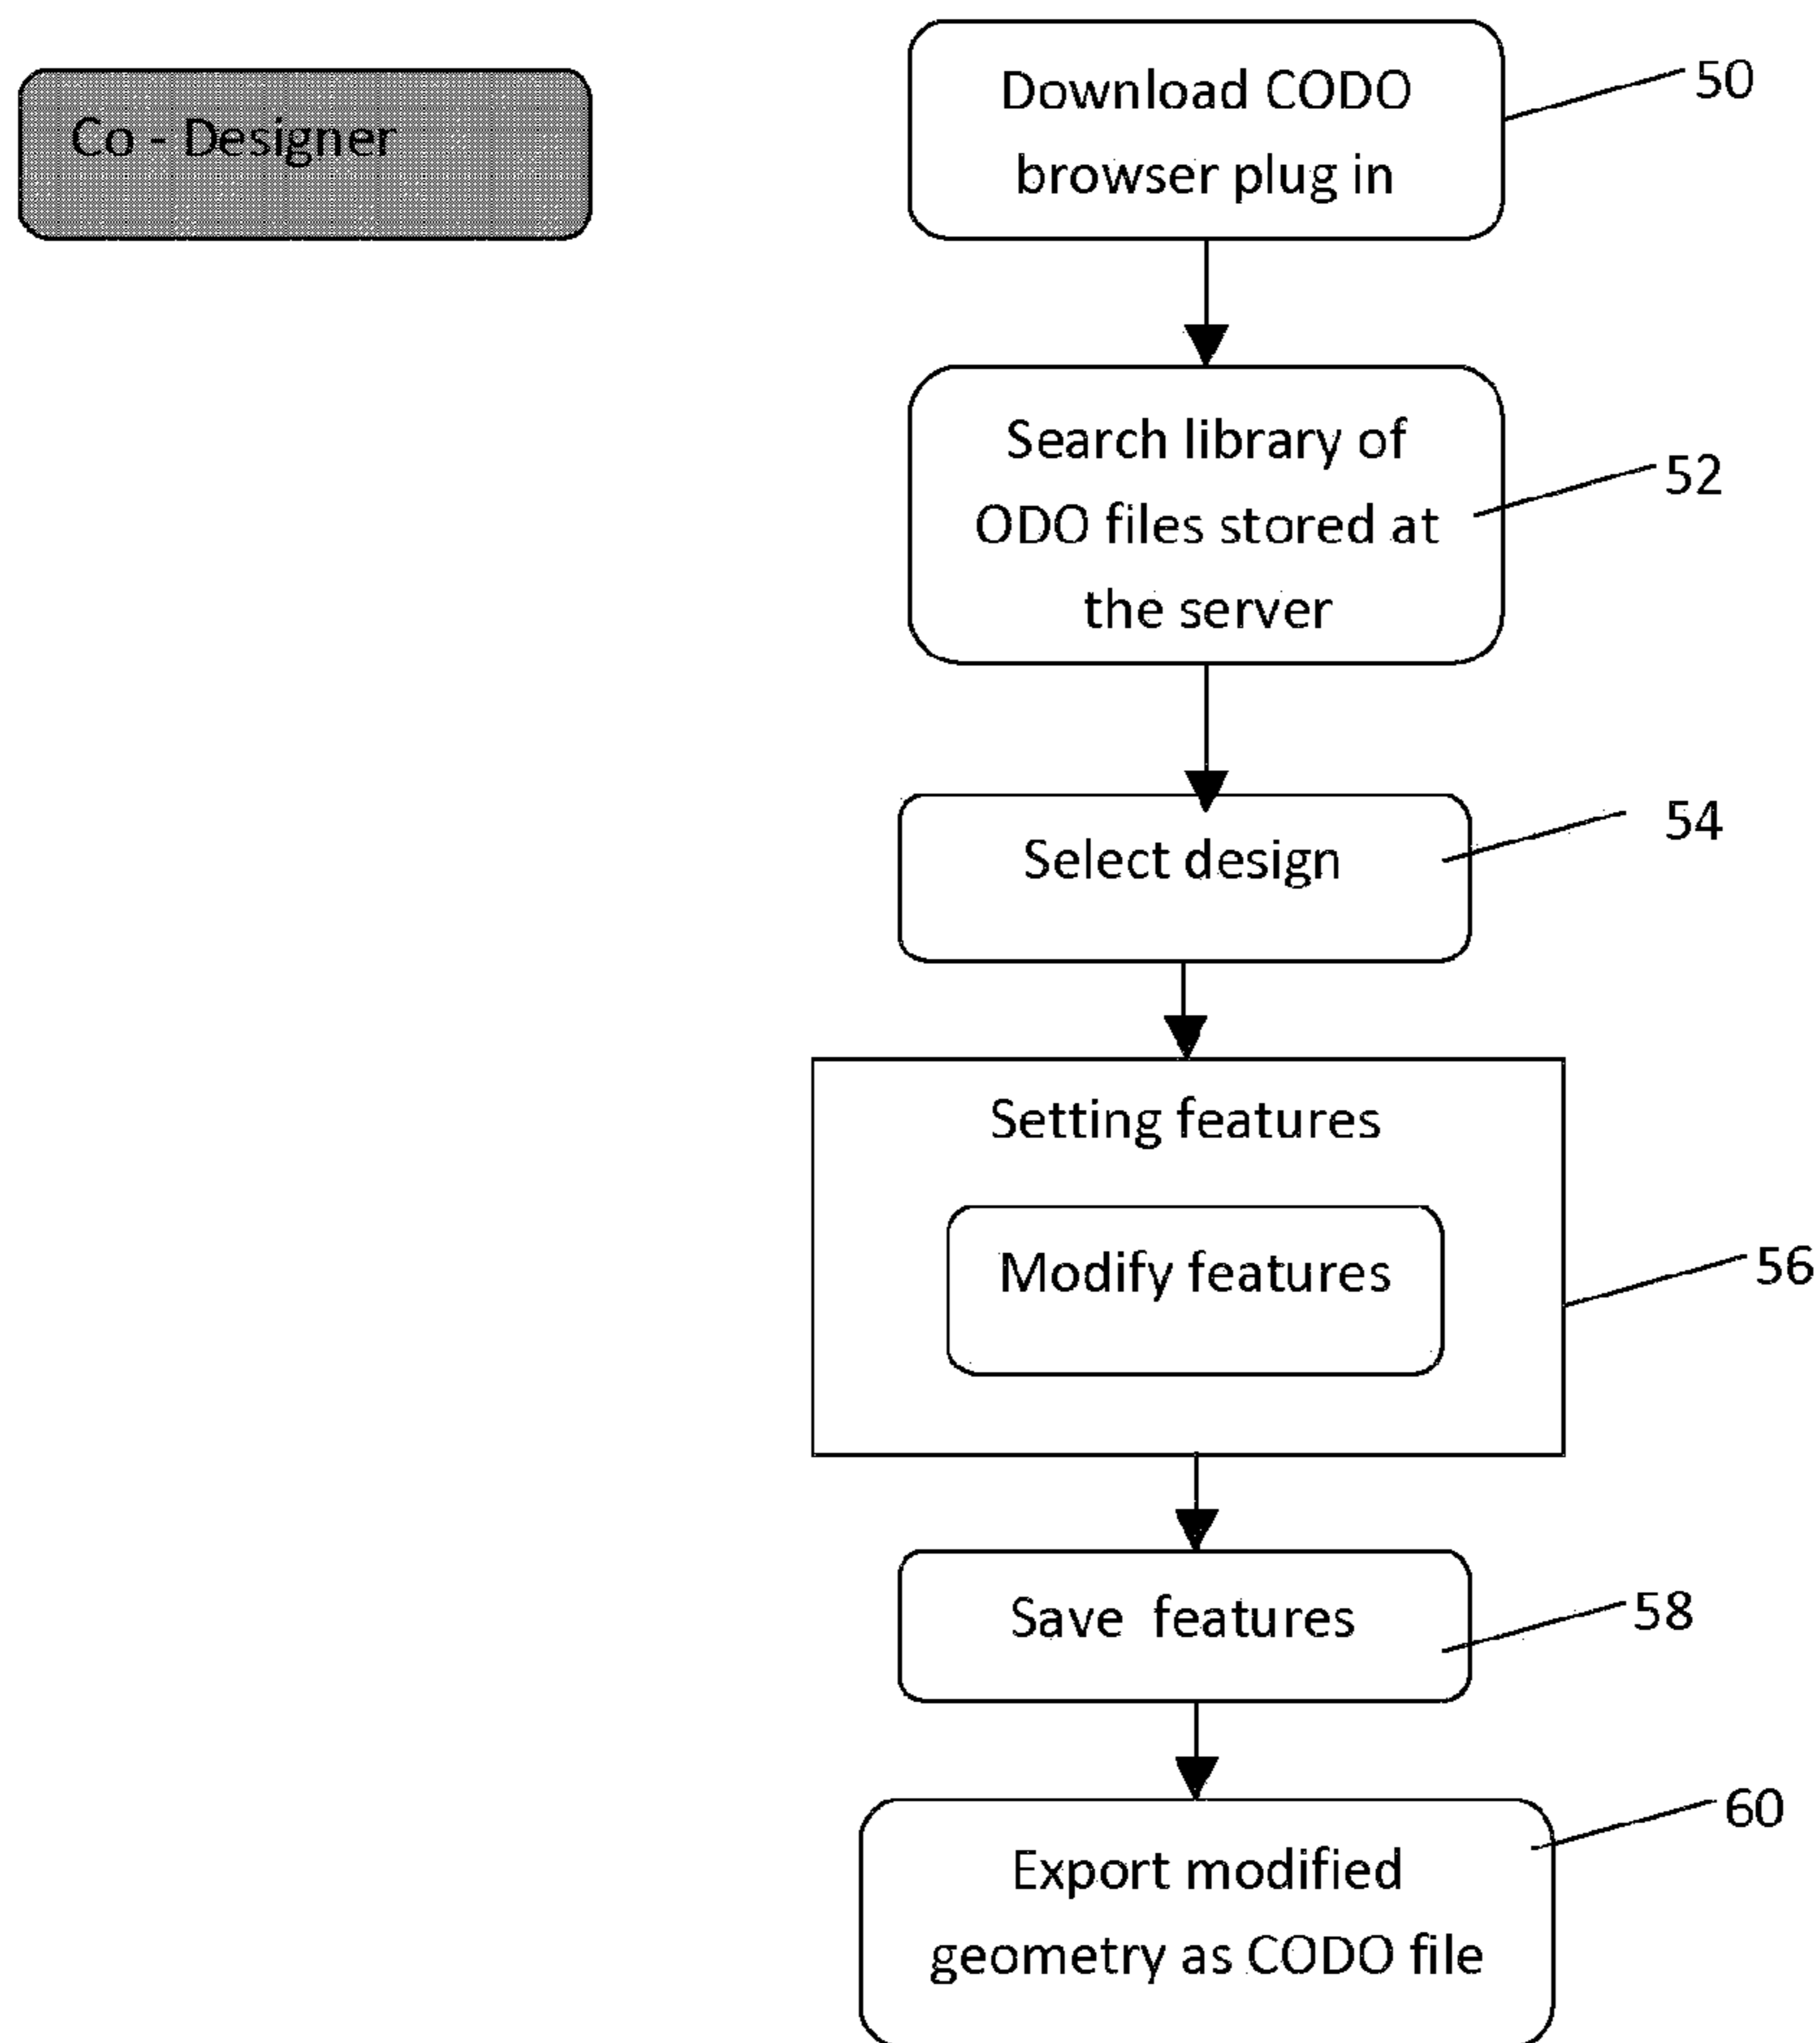 Co - Designer
Download CODO
browser plug in
50
Search library of
ODO files stored at
the server
52
Select design
54
Setting features
Modify features
56
Save features
58
Export modified
geometry as CODO file
60